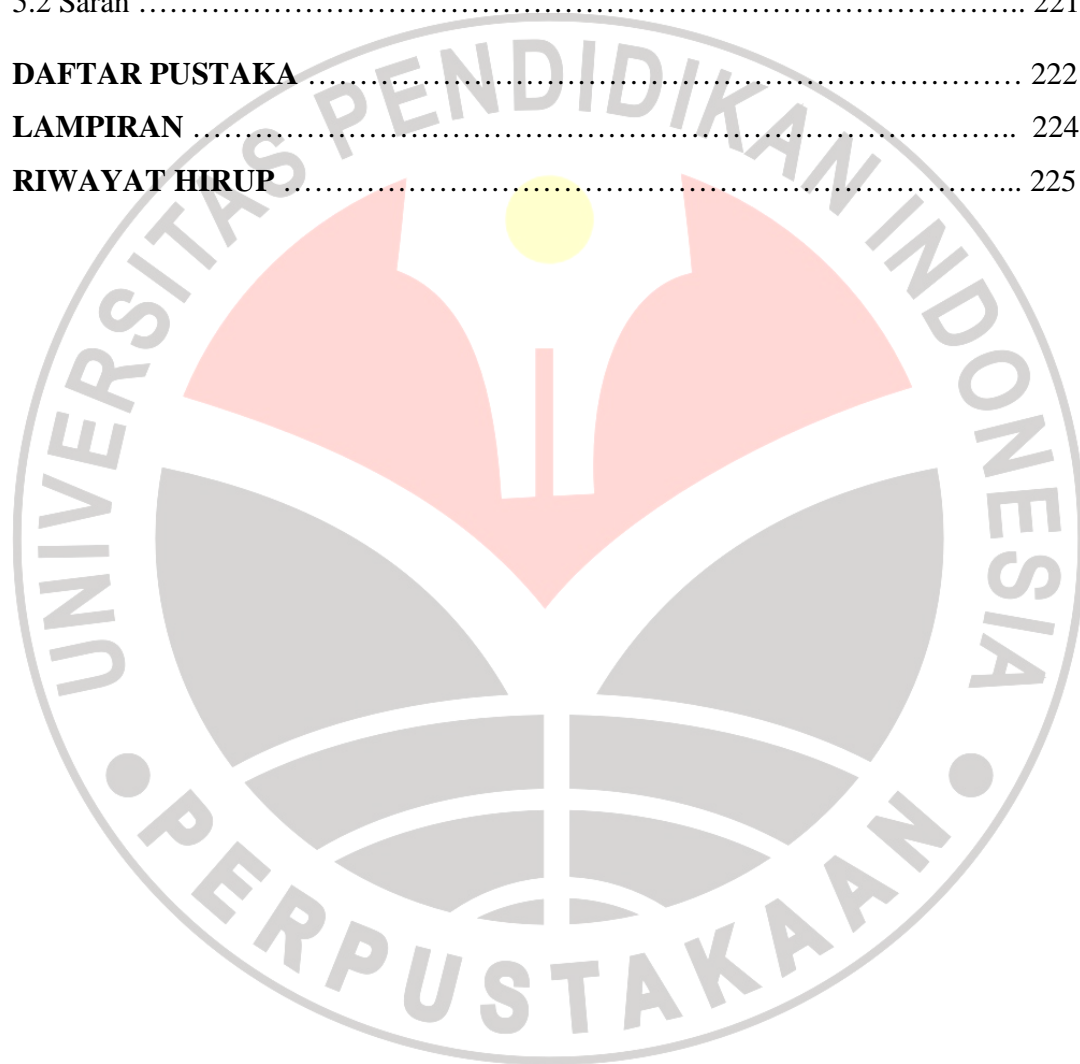 5.2 Saran ………………………………………………………………………….. 221
DAFTAR PUSTAKA ……………………………………………………………… 222
LAMPIRAN ……………………………………………………………………….. 224
RIWAYAT HIRUP ………………………………………………………………... 225
UNIVERSITAS PENDIDIKAN INDONESIA
PERPUSTAKAAN